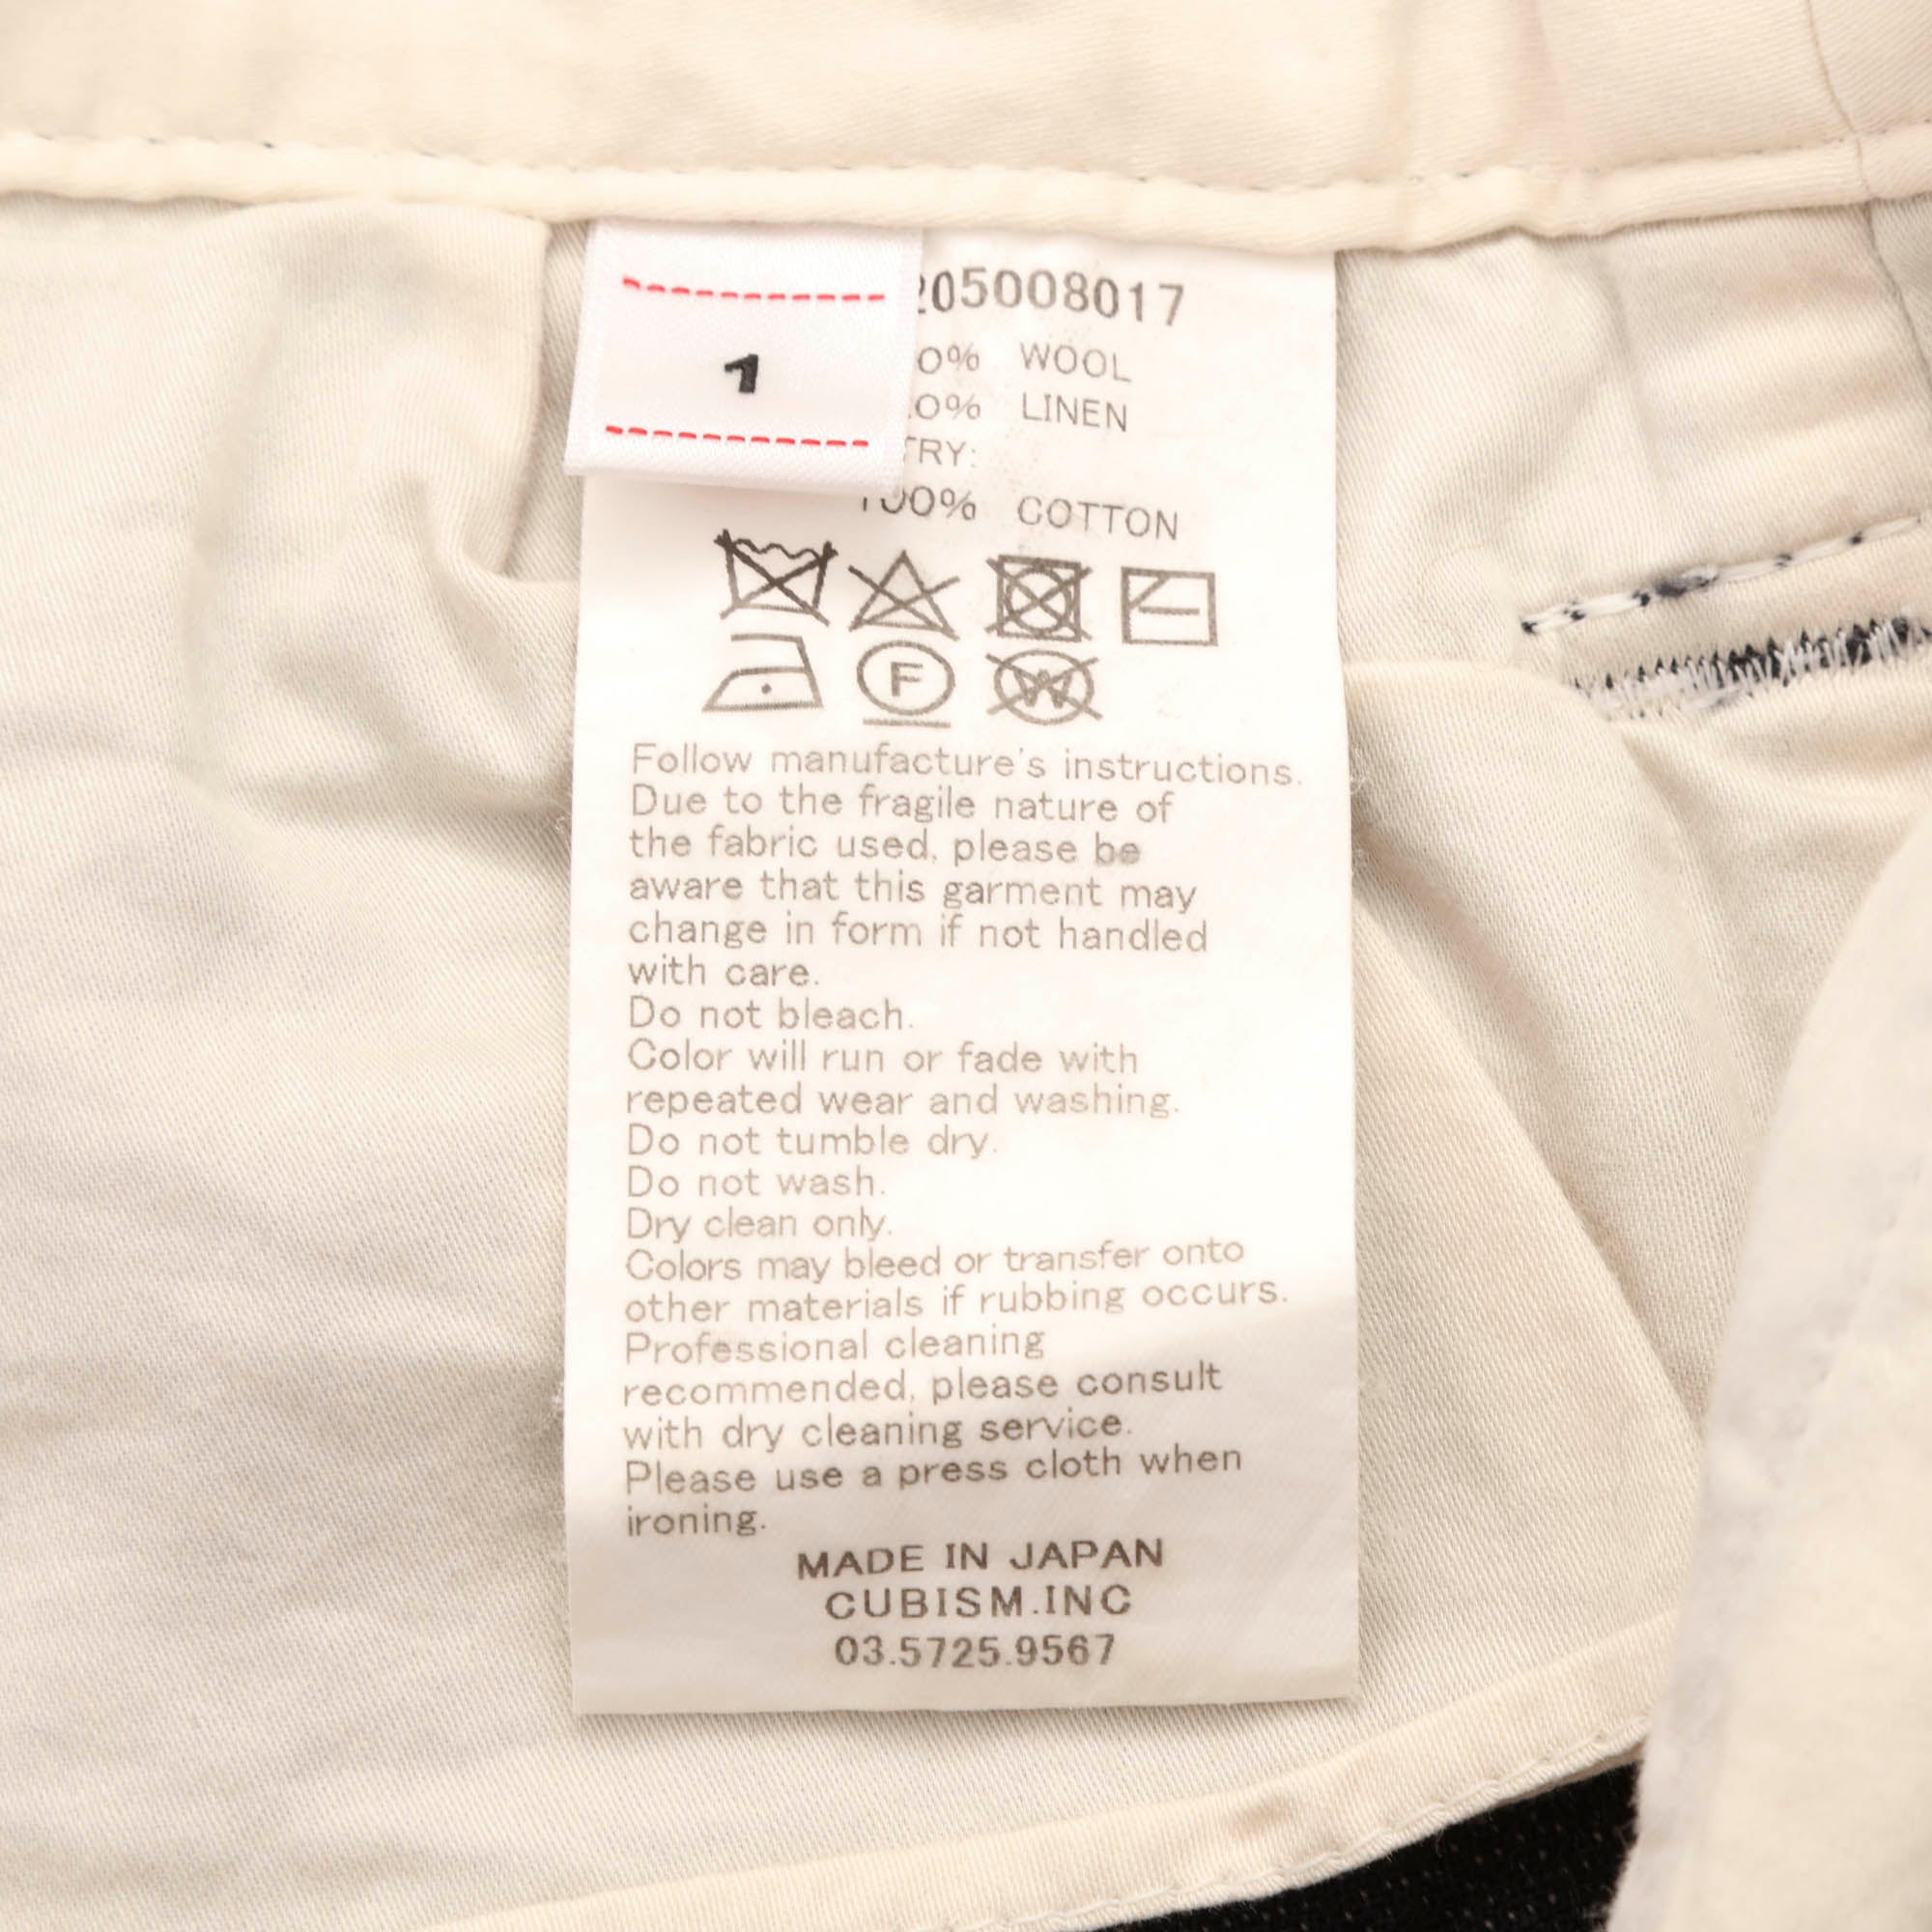 1
205008017
0% WOOL
0% LINEN
TRY:
100% COTTON
F
W
Follow manufacture's instructions.
Due to the fragile nature of
the fabric used, please be
aware that this garment may
change in form if not handled
with care.
Do not bleach.
Color will run or fade with
repeated wear and washing.
Do not tumble dry.
Do not wash.
Dry clean only.
Colors may bleed or transfer onto
other materials if rubbing occurs.
Professional cleaning
recommended, please consult
with dry cleaning service.
Please use a press cloth when
ironing.
MADE IN JAPAN
CUBISM.INC
03.5725.9567